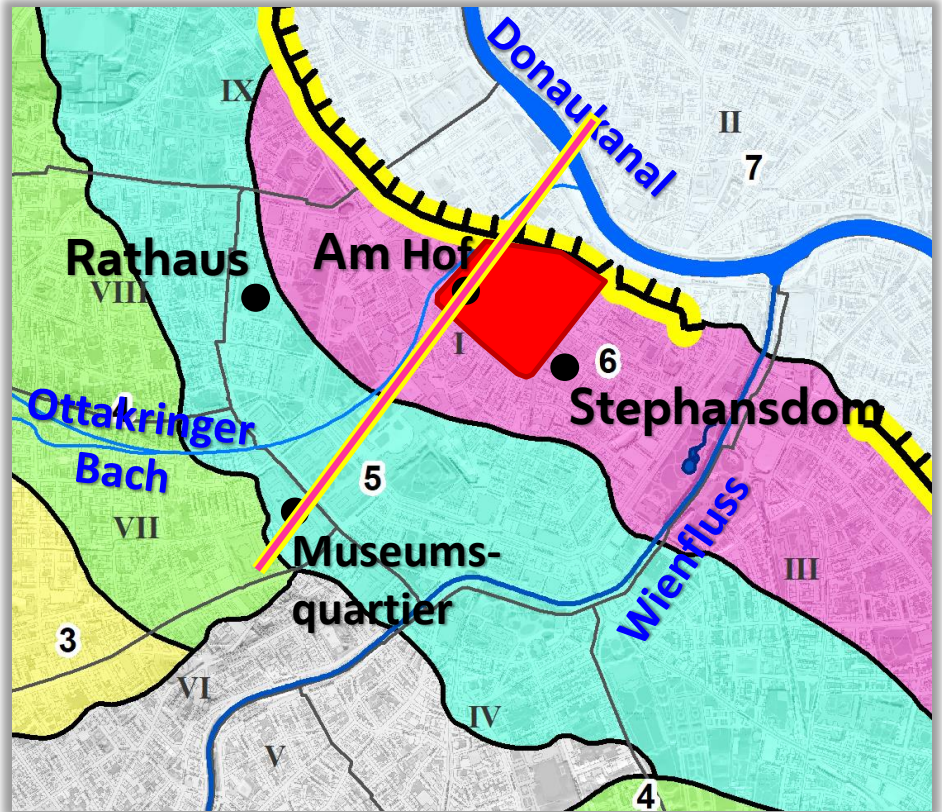 Donaukanal
IX
II
7
Rathaus
Am Hof
VIII
I
6
Stephansdom
4
Ottakringer
Bach
5
VII
Museums-
quartier
Wienfluss
III
3
VI
IV
V
4